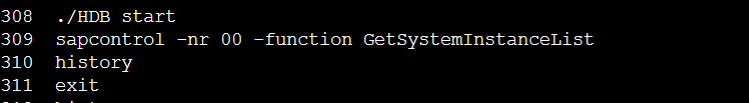 308 ./HDB start
309 sapcontrol -nr 00 -function GetSystemInstanceList
310 history
311 exit